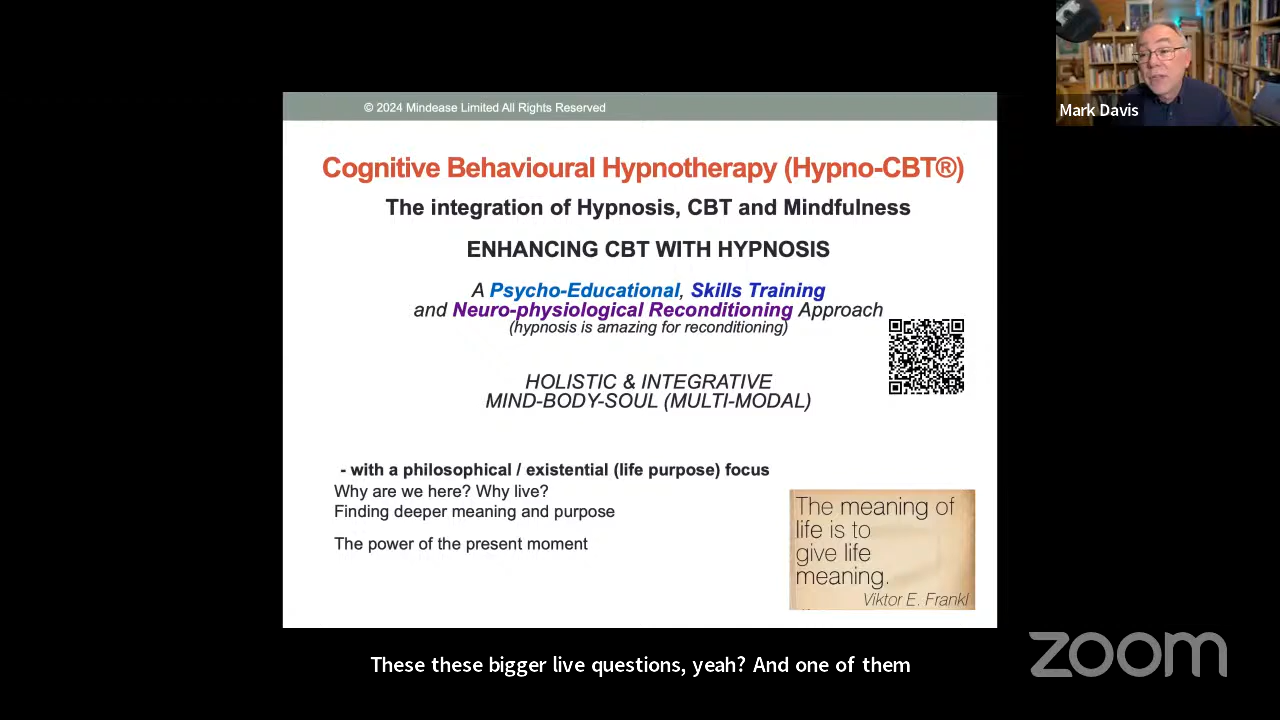 Mark Davis
© 2024 Mindease Limited All Rights Reserved
Cognitive Behavioural Hypnotherapy (Hypno-CBT®)
The integration of Hypnosis, CBT and Mindfulness
ENHANCING CBT WITH HYPNOSIS
A Psycho-Educational, Skills Training
and Neuro-physiological Reconditioning Approach
(hypnosis is amazing for reconditioning)
HOLISTIC & INTEGRATIVE
MIND-BODY-SOUL (MULTI-MODAL)
- with a philosophical / existential (life purpose) focus
Why are we here? Why live?
Finding deeper meaning and purpose
The power of the present moment
The meaning of
life is to
give life
meaning.
Viktor E. Frankl
These these bigger live questions, yeah? And one of them
zoom